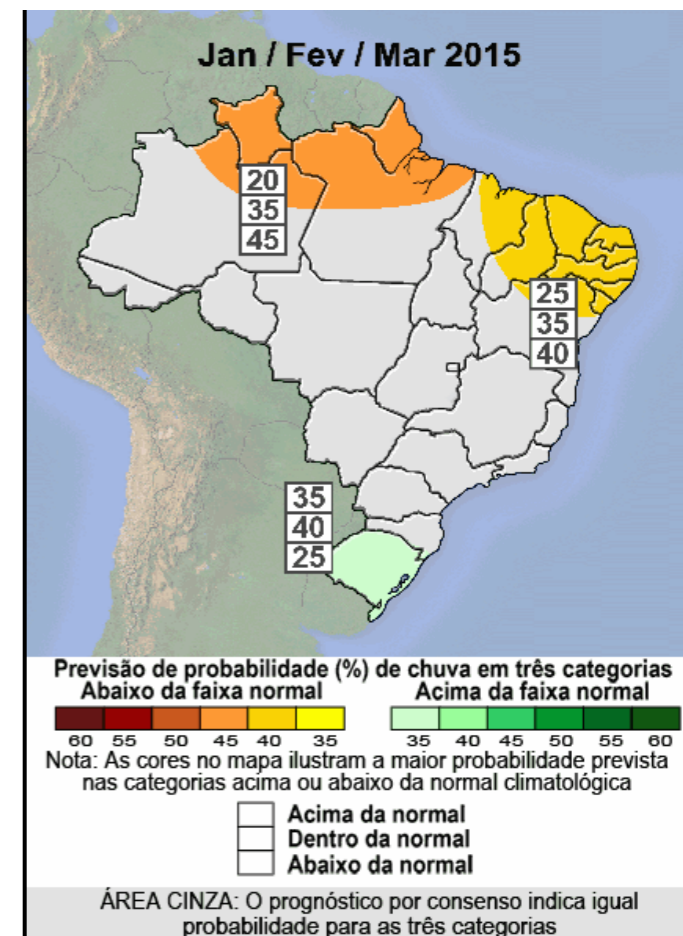 Jan / Fev / Mar 2015
20
35
45
25
35
40
35
40
25
Previsão de probabilidade (%) de chuva em três categorias
Abaixo da faixa normal Acima da faixa normal
60 55 50 45 40 35 35 40 45 50 55 60
Nota: As cores no mapa ilustram a maior probabilidade prevista
nas categorias acima ou abaixo da normal climatológica
Acima da normal
Dentro da normal
Abaixo da normal
ÁREA CINZA: O prognóstico por consenso indica igual
probabilidade para as três categorias